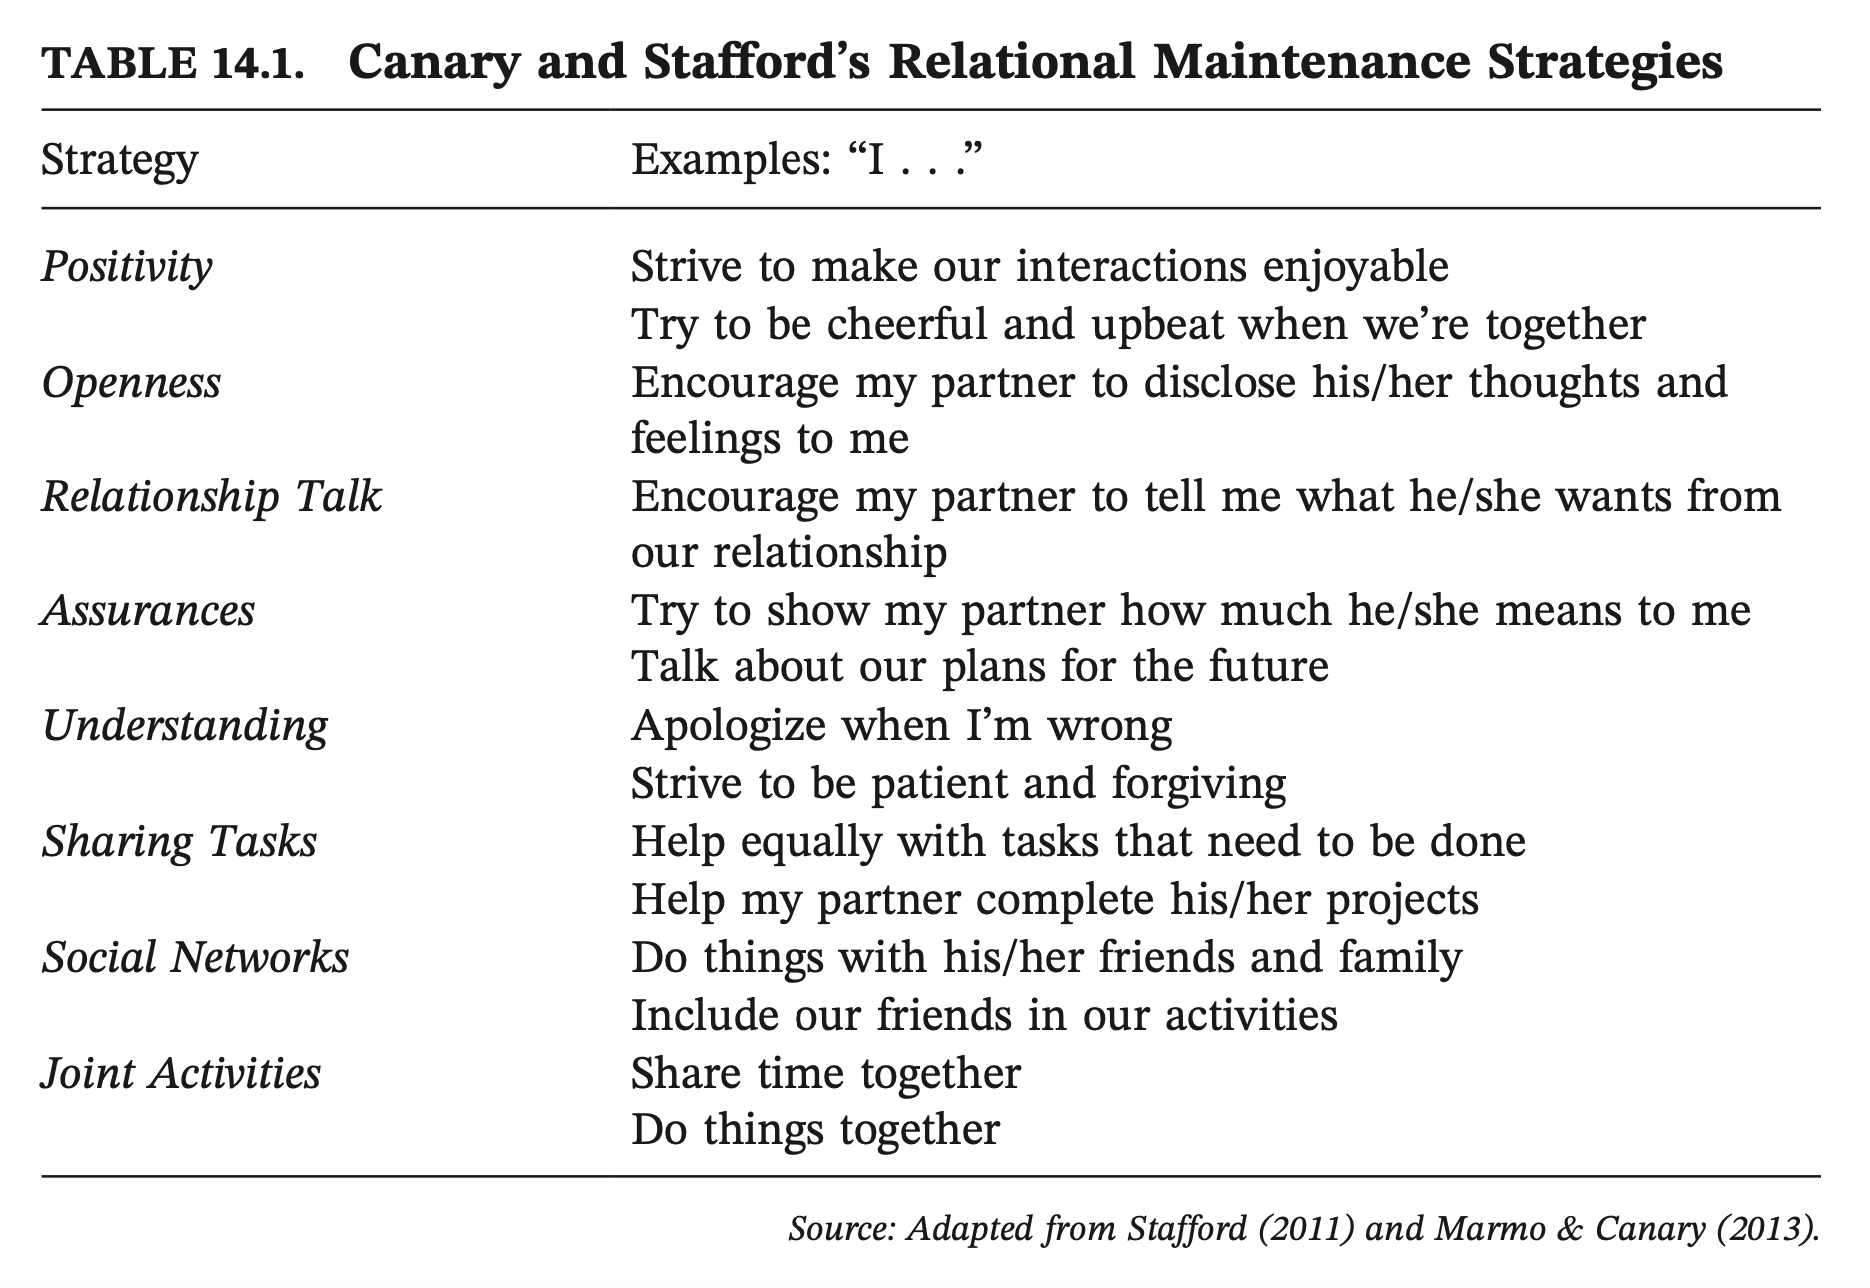 TABLE 14.1. Canary and Stafford’s Relational Maintenance Strategies
Strategy Examples: “I . . .”
Positivity Strive to make our interactions enjoyable
Try to be cheerful and upbeat when we’re together
Openness Encourage my partner to disclose his/her thoughts and
feelings to me
Relationship Talk Encourage my partner to tell me what he/she wants from
our relationship
Assurances Try to show my partner how much he/she means to me
Talk about our plans for the future
Understanding Apologize when I’m wrong
Strive to be patient and forgiving
Sharing Tasks Help equally with tasks that need to be done
Help my partner complete his/her projects
Social Networks Do things with his/her friends and family
Include our friends in our activities
Joint Activities Share time together
Do things together
Source: Adapted from Stafford (2011) and Marmo & Canary (2013).